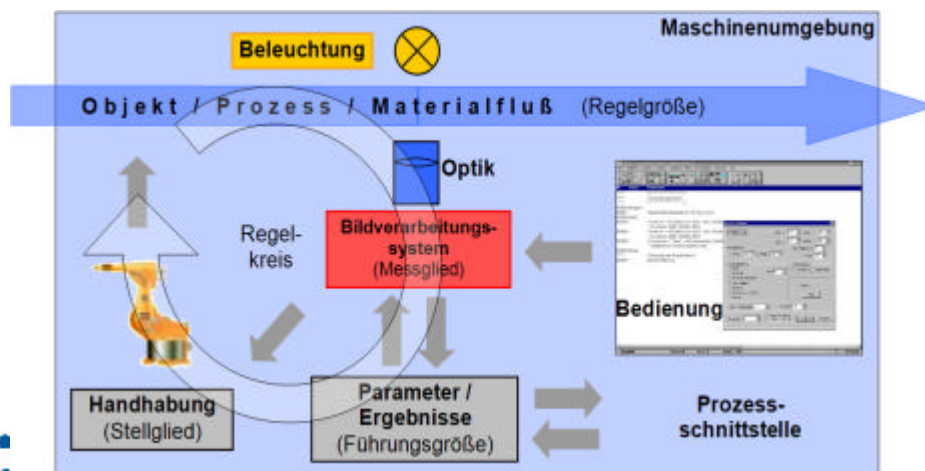 Maschinenumgebung
Beleuchtung
Objekt / Prozess / Materialfluß (Regelgröße)
Optik
Regel-
kreis
Bildverarbeitungs-
system
(Messglied)
Bedienung
Handhabung
(Stellglied)
Parameter /
Ergebnisse
(Führungsgröße)
Prozess-
schnittstelle